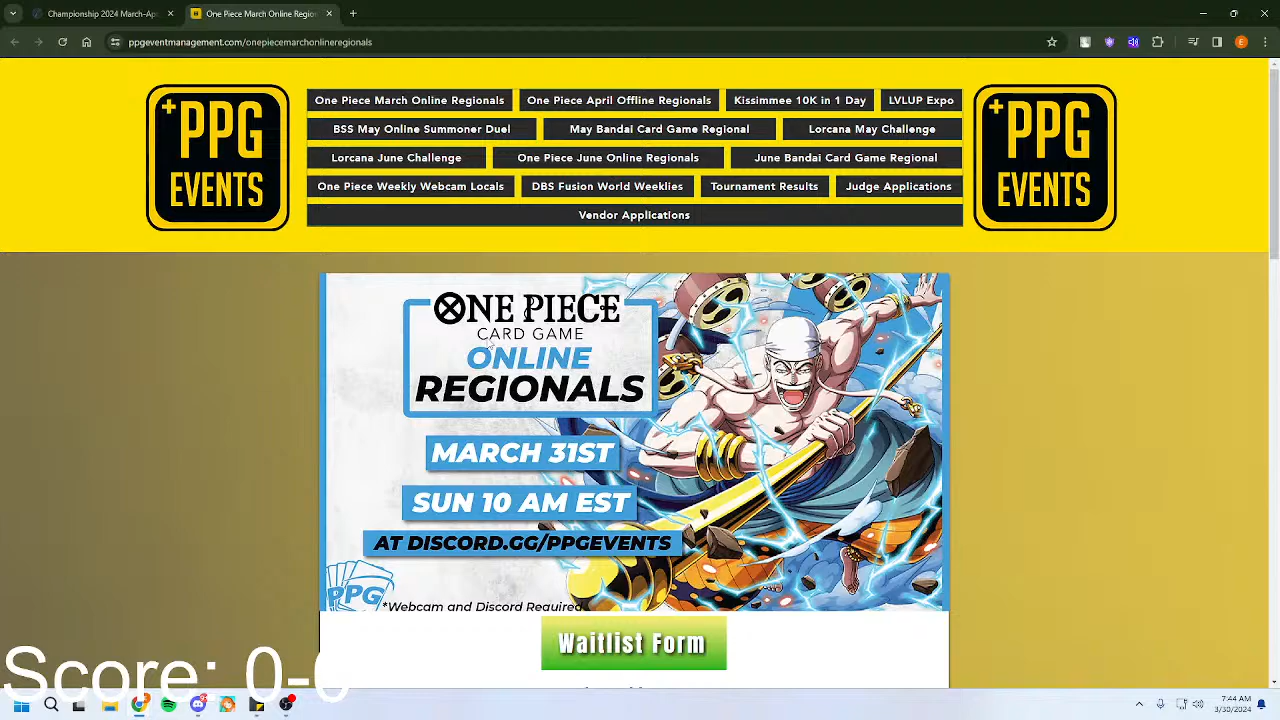 Championship 2024 March-Apr
One Piece March Online Regio
ppgeventmanagement.com/onepiecemarchonlineregionals
E
+PPG
EVENTS
One Piece March Online Regionals
One Piece April Offline Regionals
Kissimmee 10K in 1 Day
LVLUP Expo
BSS May Online Summoner Duel
May Bandai Card Game Regional
Lorcana May Challenge
Lorcana June Challenge
One Piece June Online Regionals
June Bandai Card Game Regional
One Piece Weekly Webcam Locals
DBS Fusion World Weeklies
Tournament Results
Judge Applications
Vendor Applications
+PPG
EVENTS
ONE PIECE
CARD GAME
ONLINE
REGIONALS
MARCH 31ST
SUN 10 AM EST
AT DISCORD.GG/PPGEVENTS
PPG
*Webcam and Discord Required
Waitlist Form
Score: 0-0
7:44 AM
3/30/2024